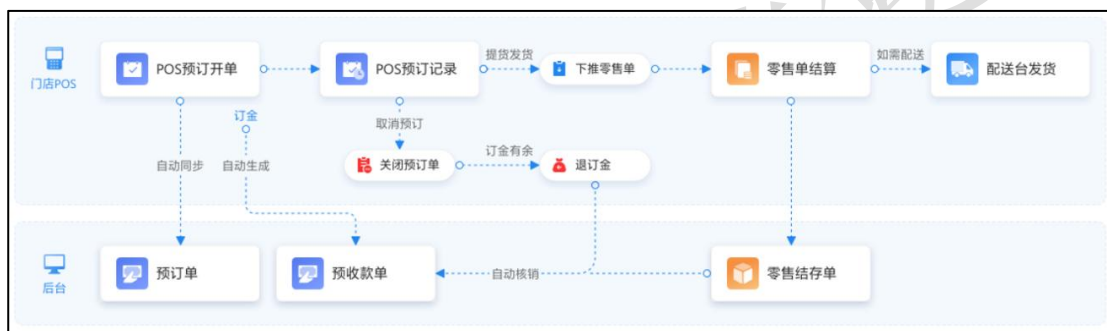 门店POS
POS预订开单
POS预订记录
提货发货
下推零售单
零售单结算
如需配送
配送台发货
订金
取消预订
自动同步
自动生成
关闭预订单
订金有余
退订金
后台
预订单
预收款单
自动核销
零售结存单